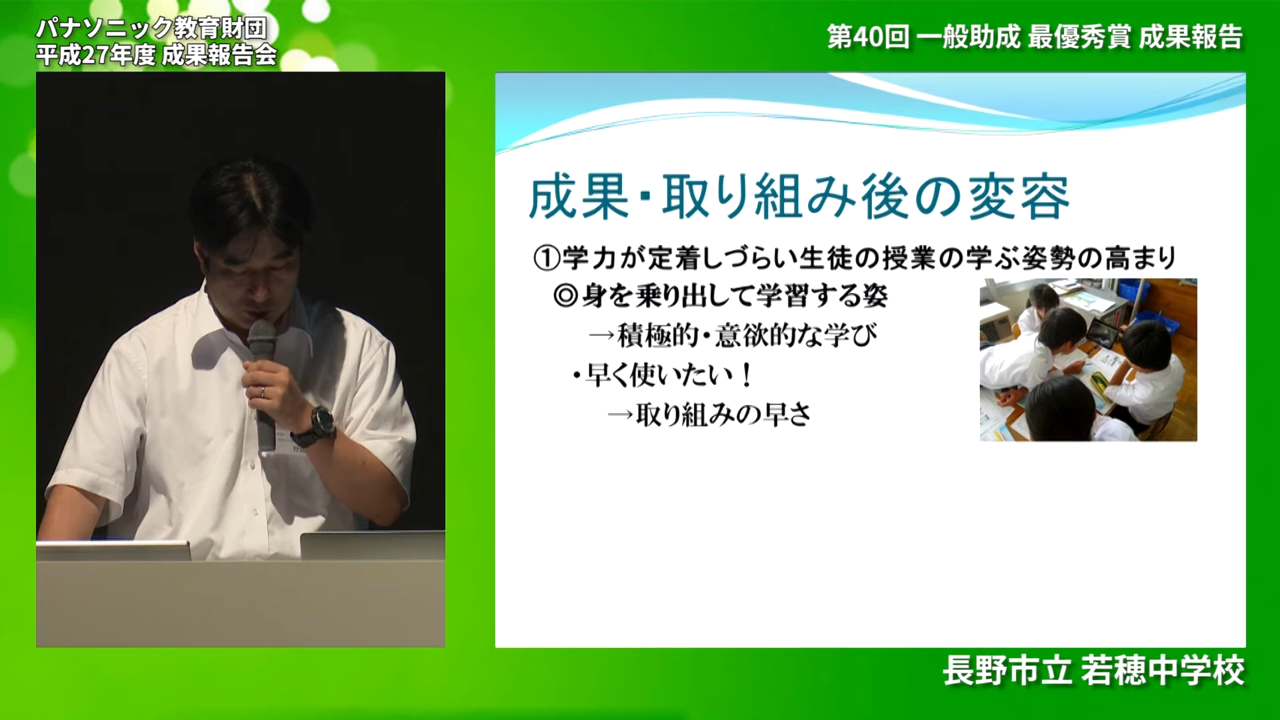 パナソニック教育財団
平成27年度 成果報告会
第40回 一般助成 最優秀賞 成果報告
成果・取り組み後の変容
①学力が定着しづらい生徒の授業の学ぶ姿勢の高まり
◎身を乗り出して学習する姿
→積極的・意欲的な学び
・早く使いたい！
→取り組みの早さ
長野市立 若穂中学校